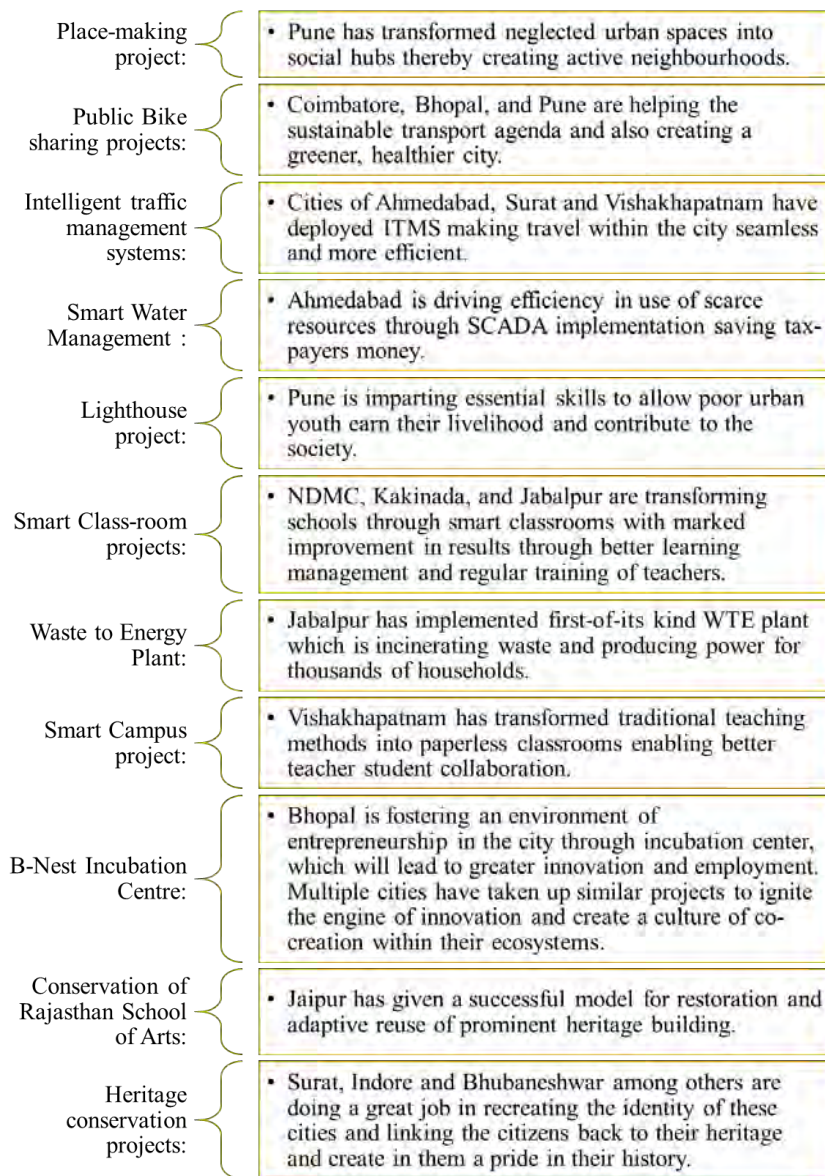 Place-making
project:
• Pune has transformed neglected urban spaces into
social hubs thereby creating active neighbourhoods.
Public Bike
sharing projects:
• Coimbatore, Bhopal, and Pune are helping the
sustainable transport agenda and also creating a
greener, healthier city.
Intelligent traffic
management
systems:
• Cities of Ahmedabad, Surat and Vishakhapatnam have
deployed ITMS making travel within the city seamless
and more efficient.
Smart Water
Management :
• Ahmedabad is driving efficiency in use of scarce
resources through SCADA implementation saving tax-
payers money.
Lighthouse
project:
• Pune is imparting essential skills to allow poor urban
youth earn their livelihood and contribute to the
society.
Smart Class-room
projects:
• NDMC, Kakinada, and Jabalpur are transforming
schools through smart classrooms with marked
improvement in results through better learning
management and regular training of teachers.
Waste to Energy
Plant:
• Jabalpur has implemented first-of-its kind WTE plant
which is incinerating waste and producing power for
thousands of households.
Smart Campus
project:
• Vishakhapatnam has transformed traditional teaching
methods into paperless classrooms enabling better
teacher student collaboration.
B-Nest Incubation
Centre:
• Bhopal is fostering an environment of
entrepreneurship in the city through incubation center,
which will lead to greater innovation and employment.
Multiple cities have taken up similar projects to ignite
the engine of innovation and create a culture of co-
creation within their ecosystems.
Conservation of
Rajasthan School
of Arts:
• Jaipur has given a successful model for restoration and
adaptive reuse of prominent heritage building.
Heritage
conservation
projects:
• Surat, Indore and Bhubaneshwar among others are
doing a great job in recreating the identity of these
cities and linking the citizens back to their heritage
and create in them a pride in their history.